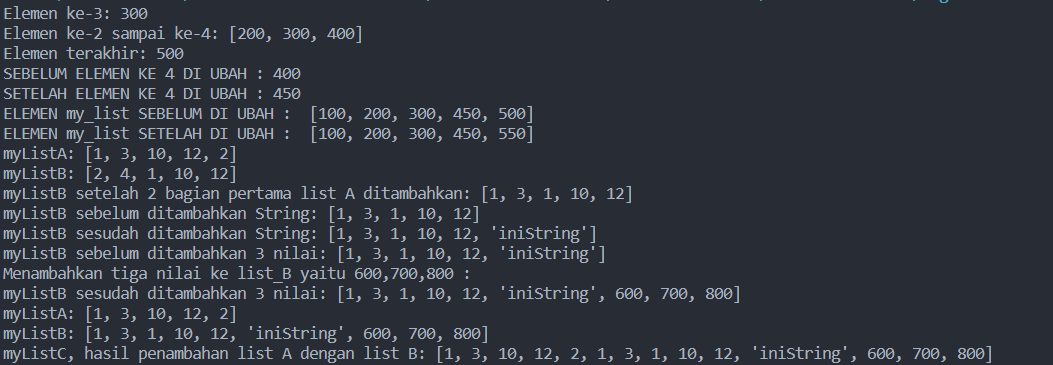 Elemen ke-3: 300
Elemen ke-2 sampai ke-4: [200, 300, 400]
Elemen terakhir: 500
SEBELUM ELEMEN KE 4 DI UBAH : 400
SETELAH ELEMEN KE 4 DI UBAH : 450
ELEMEN my_list SEBELUM DI UBAH :  [100, 200, 300, 450, 500]
ELEMEN my_list SETELAH DI UBAH :  [100, 200, 300, 450, 550]
myListA: [1, 3, 10, 12, 2]
myListB: [2, 4, 1, 10, 12]
myListB setelah 2 bagian pertama list A ditambahkan: [1, 3, 1, 10, 12]
myListB sebelum ditambahkan String: [1, 3, 1, 10, 12]
myListB sesudah ditambahkan String: [1, 3, 1, 10, 12, 'iniString']
myListB sebelum ditambahkan 3 nilai: [1, 3, 1, 10, 12, 'iniString']
Menambahkan tiga nilai ke list_B yaitu 600,700,800 :
myListB sesudah ditambahkan 3 nilai: [1, 3, 1, 10, 12, 'iniString', 600, 700, 800]
myListA: [1, 3, 10, 12, 2]
myListB: [1, 3, 1, 10, 12, 'iniString', 600, 700, 800]
myListC, hasil penambahan list A dengan list B: [1, 3, 10, 12, 2, 1, 3, 1, 10, 12, 'iniString', 600, 700, 800]